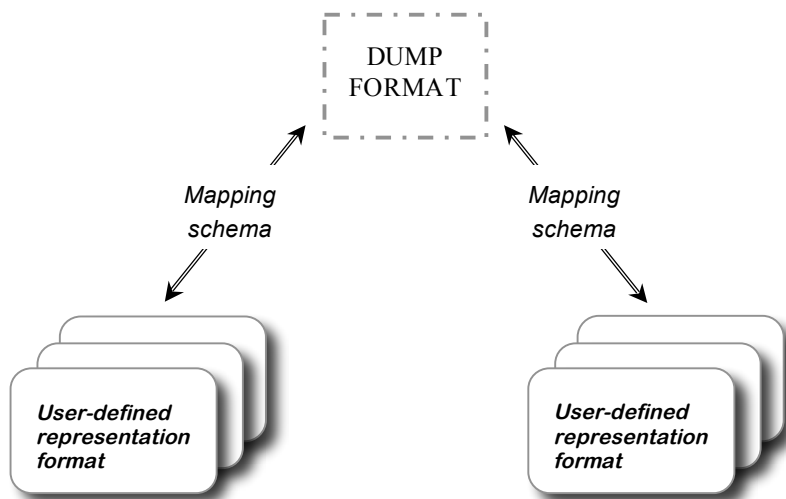 DUMP
FORMAT
Mapping
schema
Mapping
schema
User-defined
representation
format
User-defined
representation
format